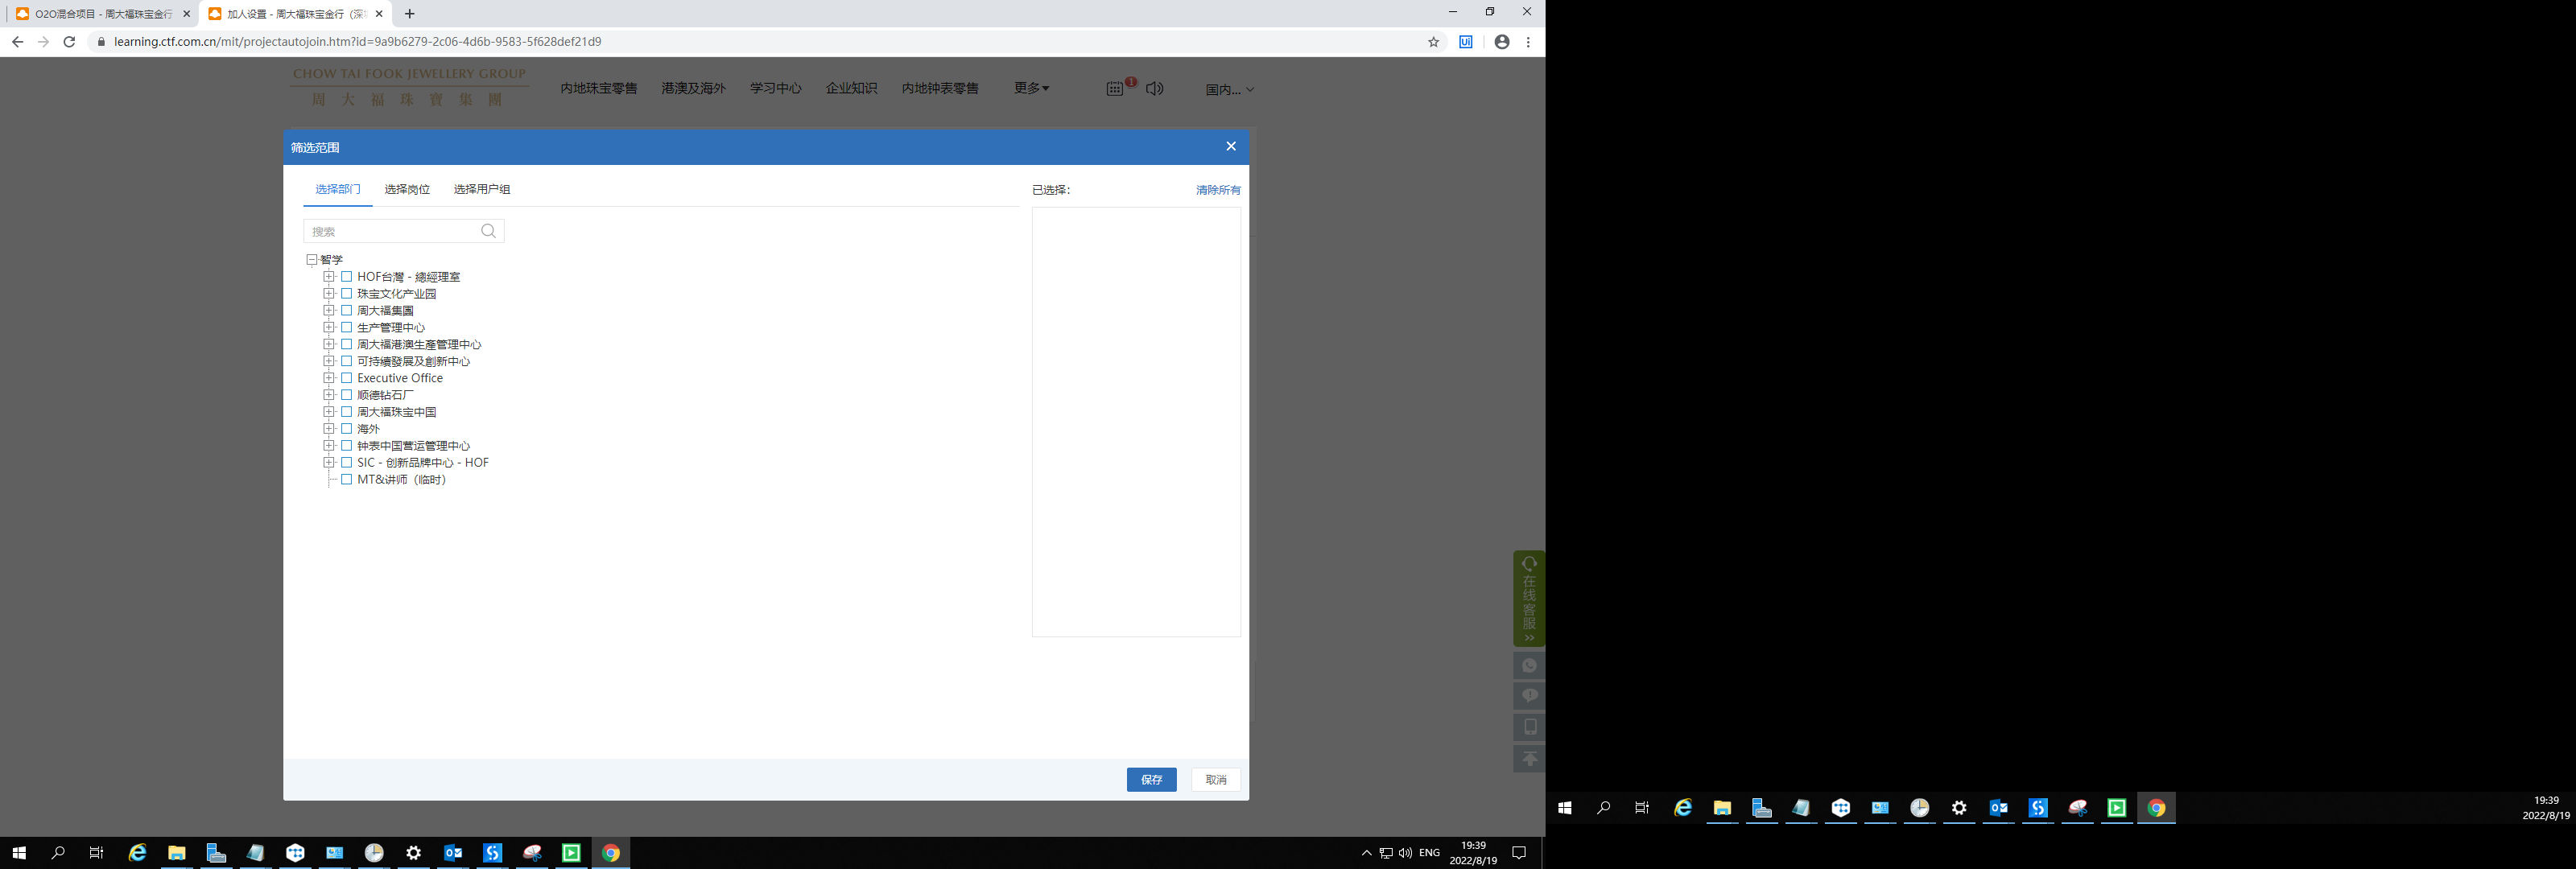 O2O混合项目 - 周大福珠宝金行
加人设置 - 周大福珠宝金行（深圳
learning.ctf.com.cn/mit/projectautojoin.htm?id=9a9b6279-2c06-4d6b-9583-5f628def21d9
CHOW TAI FOOK JEWELLERY GROUP
周大福珠寶集團
内地珠宝零售 港澳及海外 学习中心 企业知识 内地钟表零售 更多 1 国内...
筛选范围
选择部门 选择岗位 选择用户组
已选择：
清除所有
搜索
智学
HOF台灣 - 總經理室
珠宝文化产业园
周大福集團
生产管理中心
周大福港澳生產管理中心
可持續發展及創新中心
Executive Office
顺德钻石厂
周大福珠宝中国
海外
钟表中国营运管理中心
SIC - 创新品牌中心 - HOF
MT&讲师（临时）
在线客服
保存 取消
ENG
19:39
2022/8/19
19:39
2022/8/19